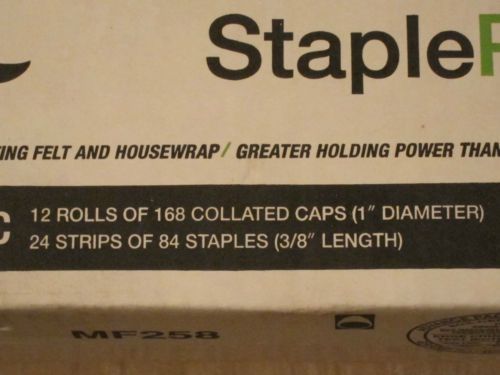 StapleP
ING FELT AND HOUSEWRAP/ GREATER HOLDING POWER THAN
C 12 ROLLS OF 168 COLLATED CAPS (1" DIAMETER)
24 STRIPS OF 84 STAPLES (3/8" LENGTH)
MF258